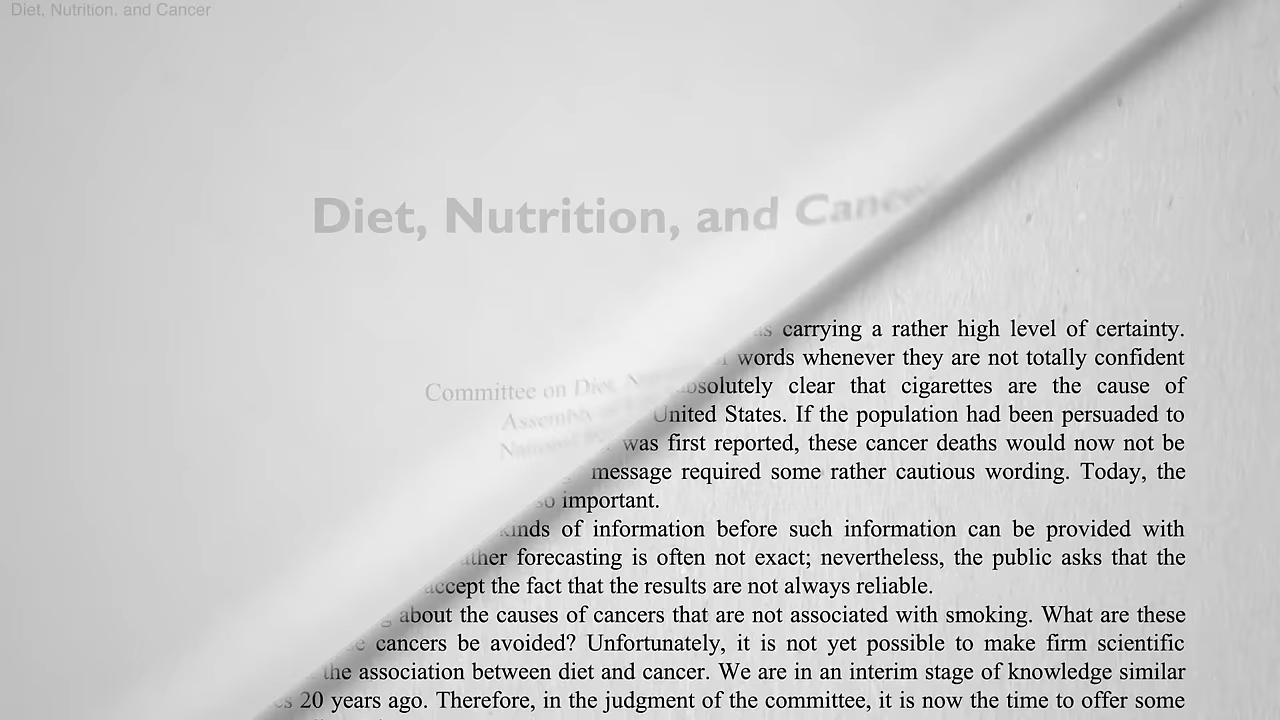 Diet, Nutrition, and Cancer
Diet, Nutrition, and Cancer
carrying a rather high level of certainty.
words whenever they are not totally confident
Committee on Diet,
absolutely clear that cigarettes are the cause of
Assembly
United States. If the population had been persuaded to
National
was first reported, these cancer deaths would now not be
message required some rather cautious wording. Today, the
so important.
kinds of information before such information can be provided with
forecasting is often not exact; nevertheless, the public asks that the
accept the fact that the results are not always reliable.
about the causes of cancers that are not associated with smoking. What are these
cancers be avoided? Unfortunately, it is not yet possible to make firm scientific
the association between diet and cancer. We are in an interim stage of knowledge similar
20 years ago. Therefore, in the judgment of the committee, it is now the time to offer some